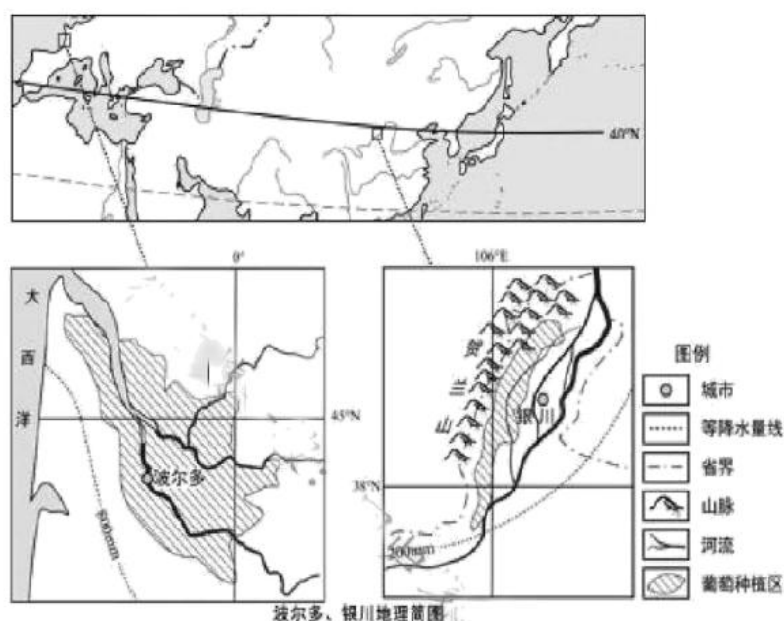 40°N
0°
106°E
大西洋
45°N
波尔多
800mm
贺兰山
银川
38°N
200mm
图例
城市
等降水量线
省界
山脉
河流
葡萄种植区
波尔多、银川地理简图